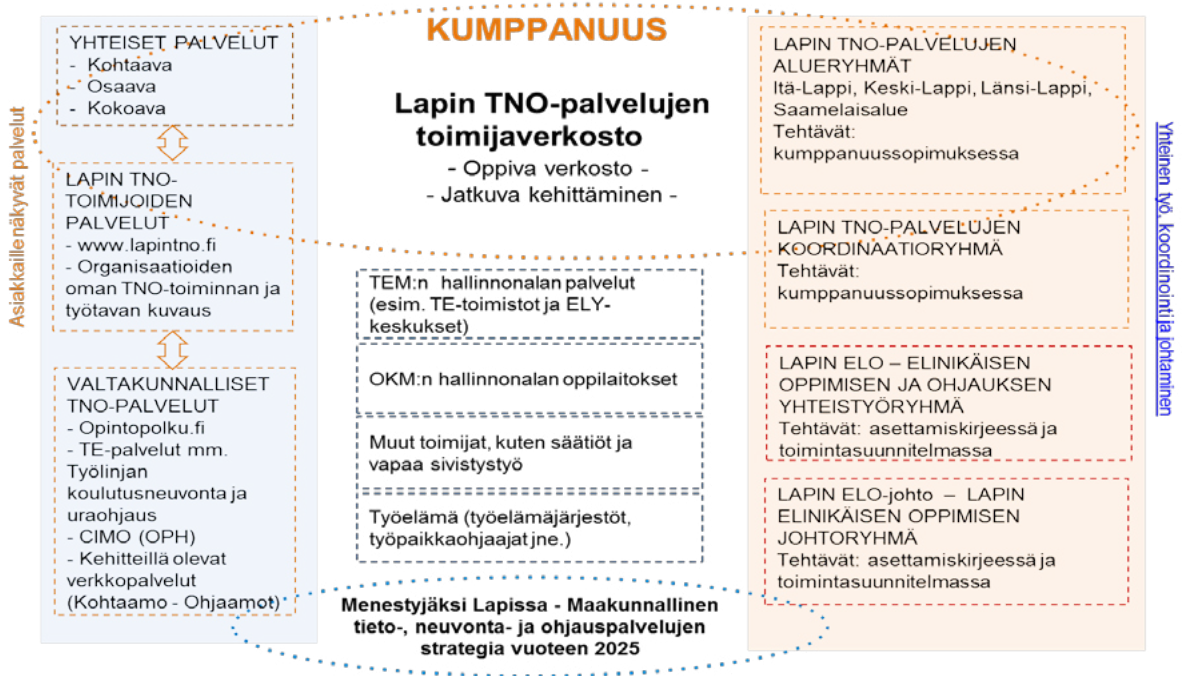 KUMPPANUUS
Asiakkaillenäkyvät palvelut
YHTEISET PALVELUT
- Kohtaava
- Osaava
- Kokoava
LAPIN TNO-
TOIMIJOIDEN
PALVELUT
- www.lapintno.fi
- Organisaatioiden
oman TNO-toiminnan ja
työtavan kuvaus
VALTAKUNNALLISET
TNO-PALVELUT
- Opintopolku.fi
- TE-palvelut mm.
Työlinjan
koulutusneuvonta ja
uraohjaus
- CIMO (OPH)
- Kehitteillä olevat
verkkopalvelut
(Kohtaamo - Ohjaamot)
Lapin TNO-palvelujen
toimijaverkosto
- Oppiva verkosto -
- Jatkuva kehittäminen -
TEM:n hallinnonalan palvelut
(esim. TE-toimistot ja ELY-
keskukset)
OKM:n hallinnonalan oppilaitokset
Muut toimijat, kuten säätiöt ja
vapaa sivistystyö
Työelämä (työelämäjärjestöt,
työpaikkaohjaajat jne.)
Menestyjäksi Lapissa - Maakunnallinen
tieto-, neuvonta- ja ohjauspalvelujen
strategia vuoteen 2025
LAPIN TNO-PALVELUJEN
ALUERYHMÄT
Itä-Lappi, Keski-Lappi, Länsi-Lappi,
Saamelaisalue
Tehtävät:
kumppanuussopimuksessa
LAPIN TNO-PALVELUJEN
KOORDINAATIORYHMÄ
Tehtävät:
kumppanuussopimuksessa
LAPIN ELO – ELINIKÄISEN
OPPIMISEN JA OHJAUKSEN
YHTEISTYÖRYHMÄ
Tehtävät: asettamiskirjeessä ja
toimintasuunnitelmassa
LAPIN ELO-johto – LAPIN
ELINIKÄISEN OPPIMISEN
JOHTORYHMÄ
Tehtävät: asettamiskirjeessä ja
toimintasuunnitelmassa
Yhteinen työ, koordinointi ja johtaminen